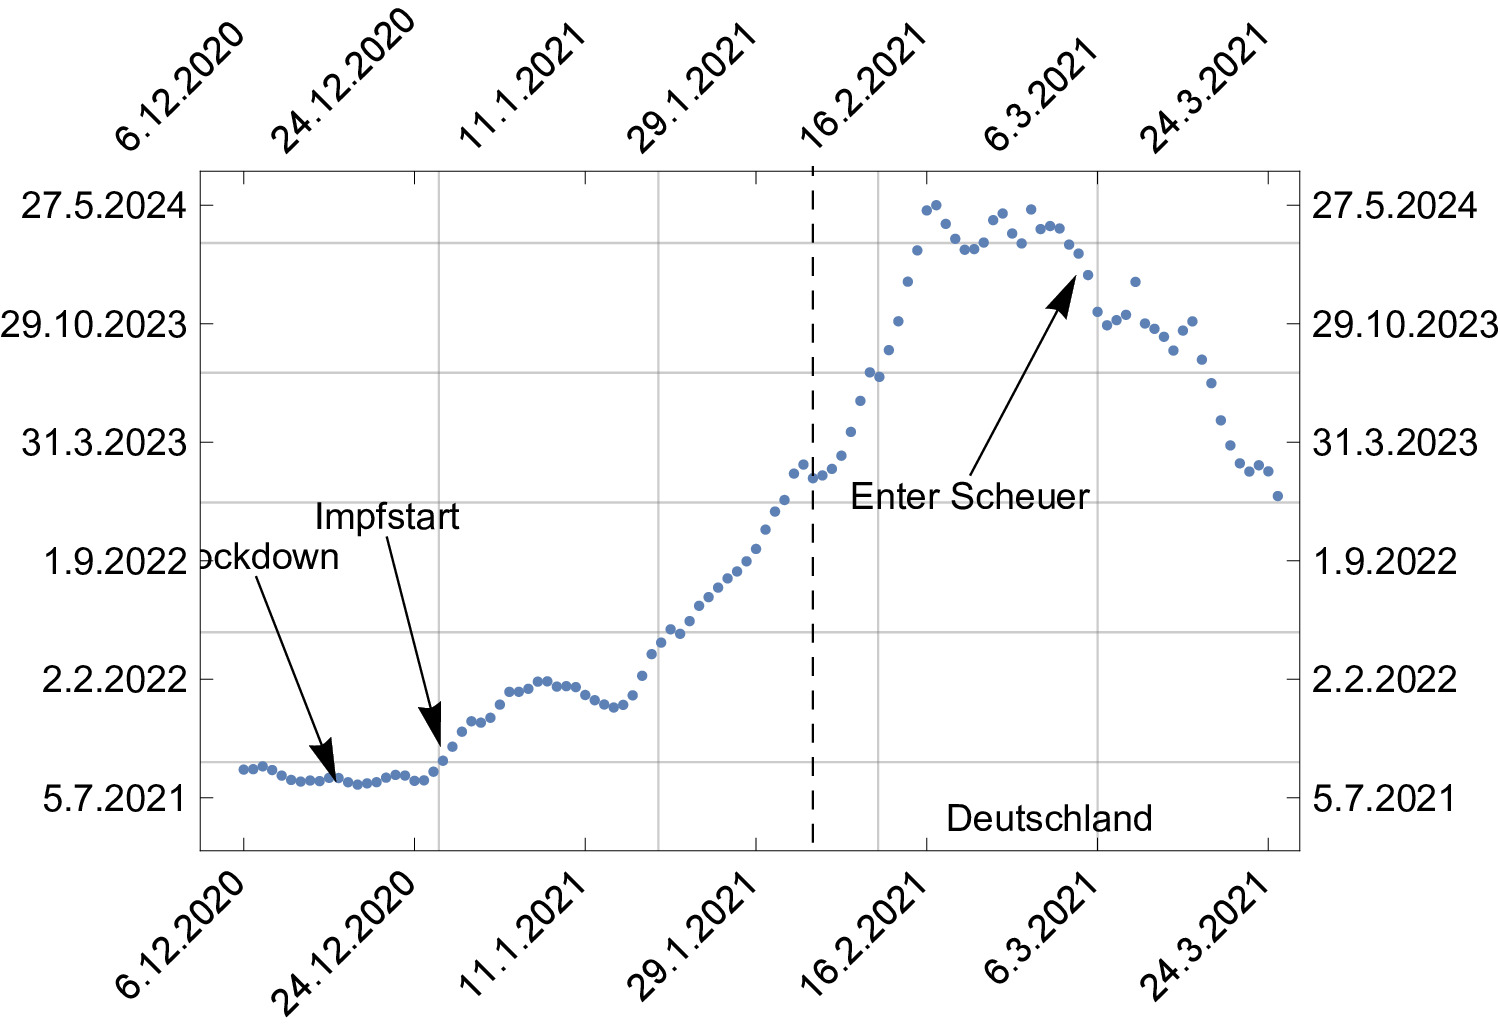 6.12.2020 24.12.2020 11.1.2021 29.1.2021 16.2.2021 6.3.2021 24.3.2021
27.5.2024 27.5.2024
29.10.2023 29.10.2023
31.3.2023 31.3.2023
Enter Scheuer
Impfstart
1.9.2022 ockdown 1.9.2022
2.2.2022 2.2.2022
5.7.2021 5.7.2021
Deutschland
6.12.2020 24.12.2020 11.1.2021 29.1.2021 16.2.2021 6.3.2021 24.3.2021